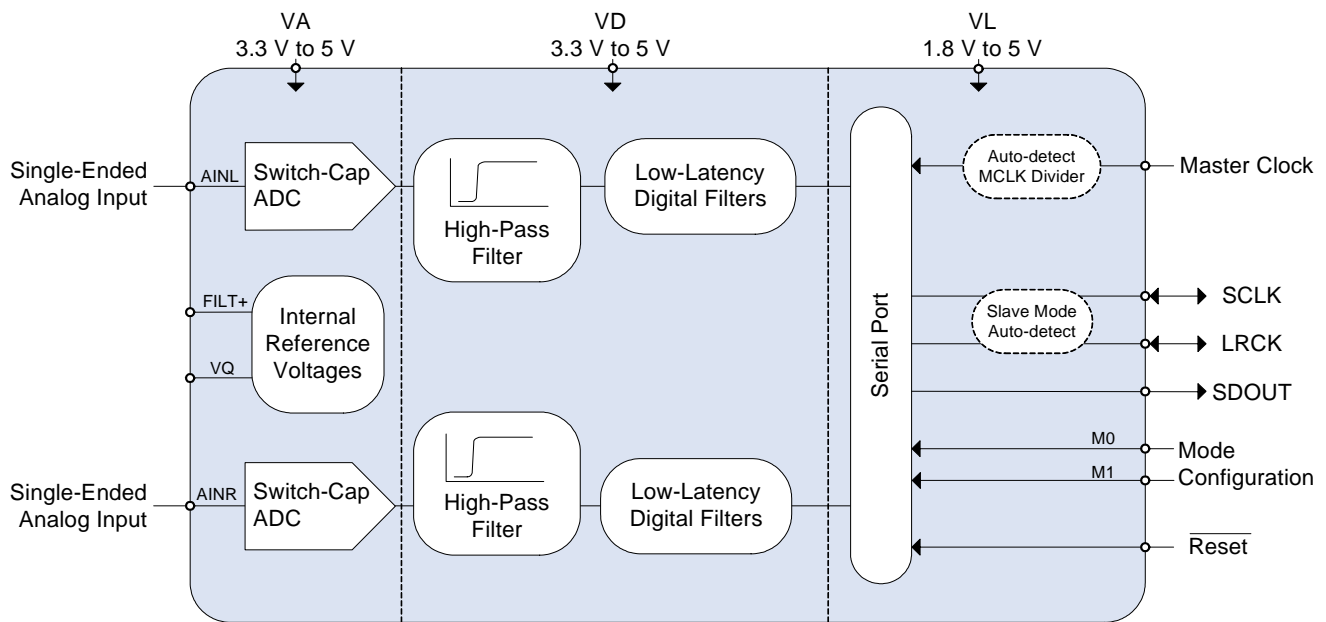 VA
3.3 V to 5 V
VD
3.3 V to 5 V
VL
1.8 V to 5 V
Single-Ended
Analog Input
AINL
Switch-Cap
ADC
High-Pass
Filter
Low-Latency
Digital Filters
Auto-detect
MCLK Divider
Master Clock
FILT+
VQ
Internal
Reference
Voltages
Serial Port
Slave Mode
Auto-detect
SCLK
LRCK
SDOUT
M0
M1
Mode
Configuration
Single-Ended
Analog Input
AINR
Switch-Cap
ADC
High-Pass
Filter
Low-Latency
Digital Filters
Reset